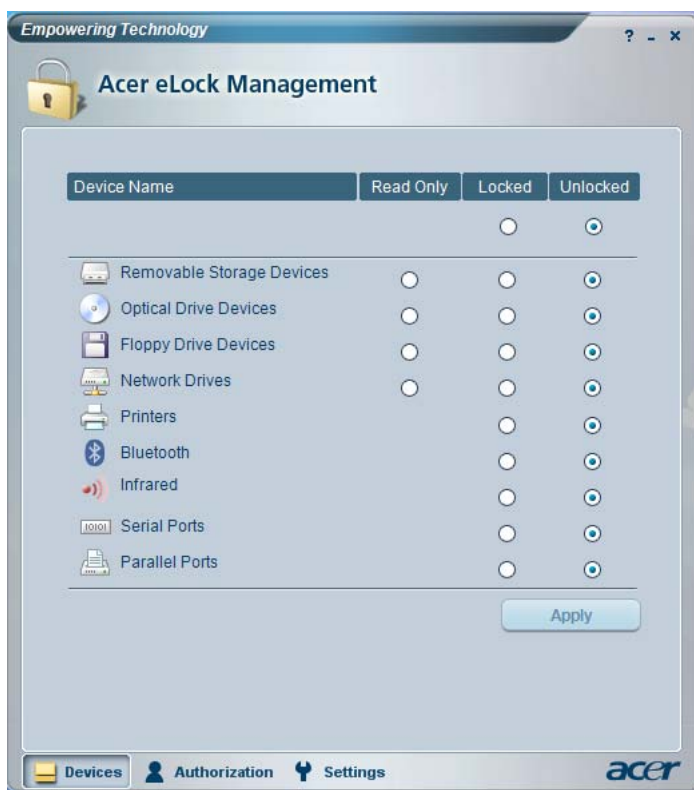 Empowering Technology
? - ×
Acer eLock Management
Device Name Read Only Locked Unlocked
Removable Storage Devices
Optical Drive Devices
Floppy Drive Devices
Network Drives
Printers
Bluetooth
Infrared
10101 Serial Ports
Parallel Ports
Apply
Devices Authorization Settings acer